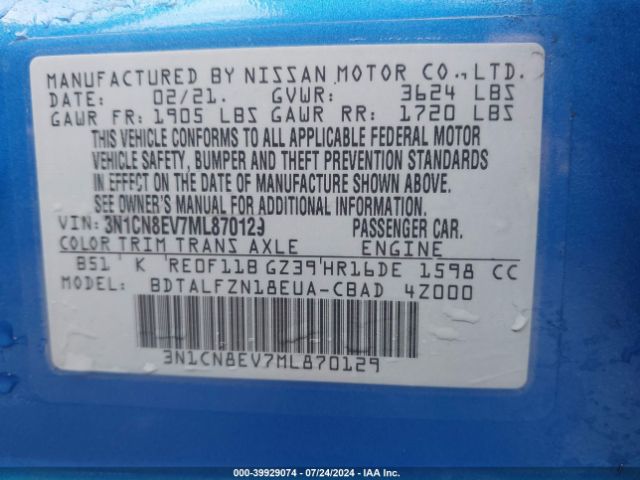 MANUFACTURED BY NISSAN MOTOR CO.,LTD.
DATE: 02/21. GVWR: 3624 LBS
GAWR FR: 1905 LBS GAWR RR: 1720 LBS
THIS VEHICLE CONFORMS TO ALL APPLICABLE FEDERAL MOTOR
VEHICLE SAFETY, BUMPER AND THEFT PREVENTION STANDARDS
IN EFFECT ON THE DATE OF MANUFACTURE SHOWN ABOVE.
SEE OWNER'S MANUAL FOR ADDITIONAL INFORMATION.
VIN: 3N1CN8EV7ML870129 PASSENGER CAR.
COLOR TRIM TRANS AXLE ENGINE
B51 K RE0F11B GZ39 HR16DE 1598 CC
MODEL: BDTALFZN18EUA-CBAD 4Z000
3N1CN8EV7ML870129
000-39929074 - 07/24/2024 - IAA Inc.